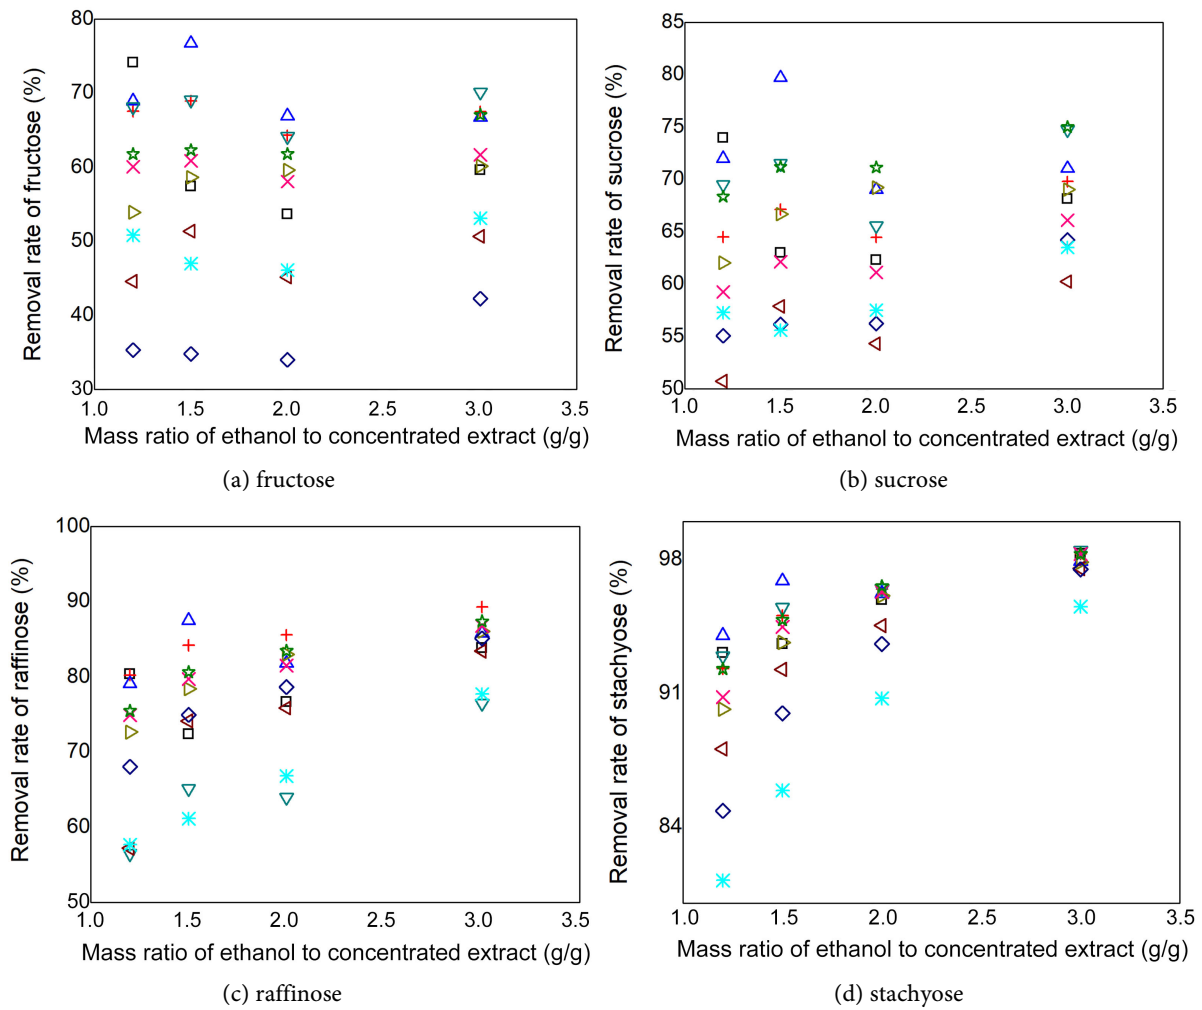 80
70
60
50
40
30
1.0 1.5 2.0 2.5 3.0 3.5
Removal rate of fructose (%)
Mass ratio of ethanol to concentrated extract (g/g)
(a) fructose
85
80
75
70
65
60
55
50
1.0 1.5 2.0 2.5 3.0 3.5
Removal rate of sucrose (%)
Mass ratio of ethanol to concentrated extract (g/g)
(b) sucrose
100
90
80
70
60
50
1.0 1.5 2.0 2.5 3.0 3.5
Removal rate of raffinose (%)
Mass ratio of ethanol to concentrated extract (g/g)
(c) raffinose
98
91
84
1.0 1.5 2.0 2.5 3.0 3.5
Removal rate of stachyose (%)
Mass ratio of ethanol to concentrated extract (g/g)
(d) stachyose